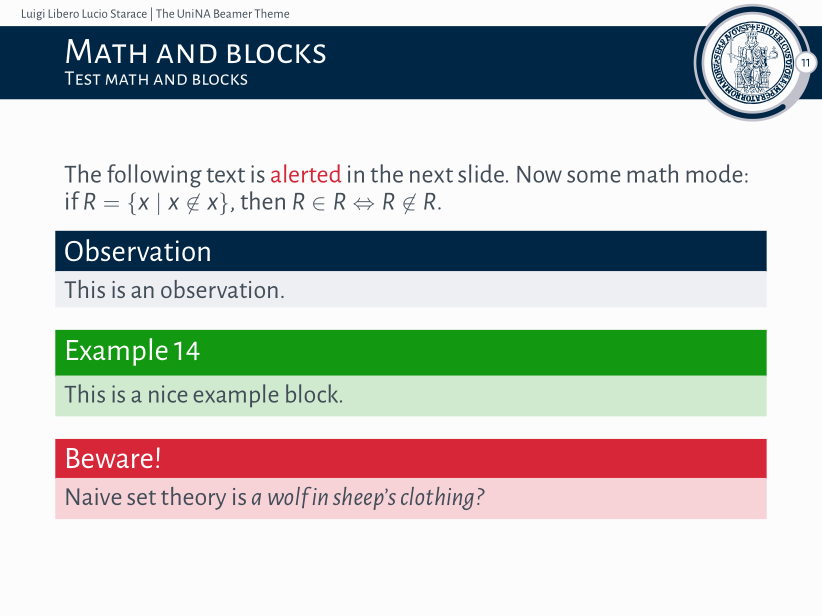 Luigi Libero Lucio Starace | The UniNA Beamer Theme
Math and blocks
Test math and blocks
11
The following text is alerted in the next slide. Now some math mode:
if R = {x | x ∉ x}, then R ∈ R ⇔ R ∉ R.
Observation
This is an observation.
Example 14
This is a nice example block.
Beware!
Naive set theory is a wolf in sheep’s clothing?